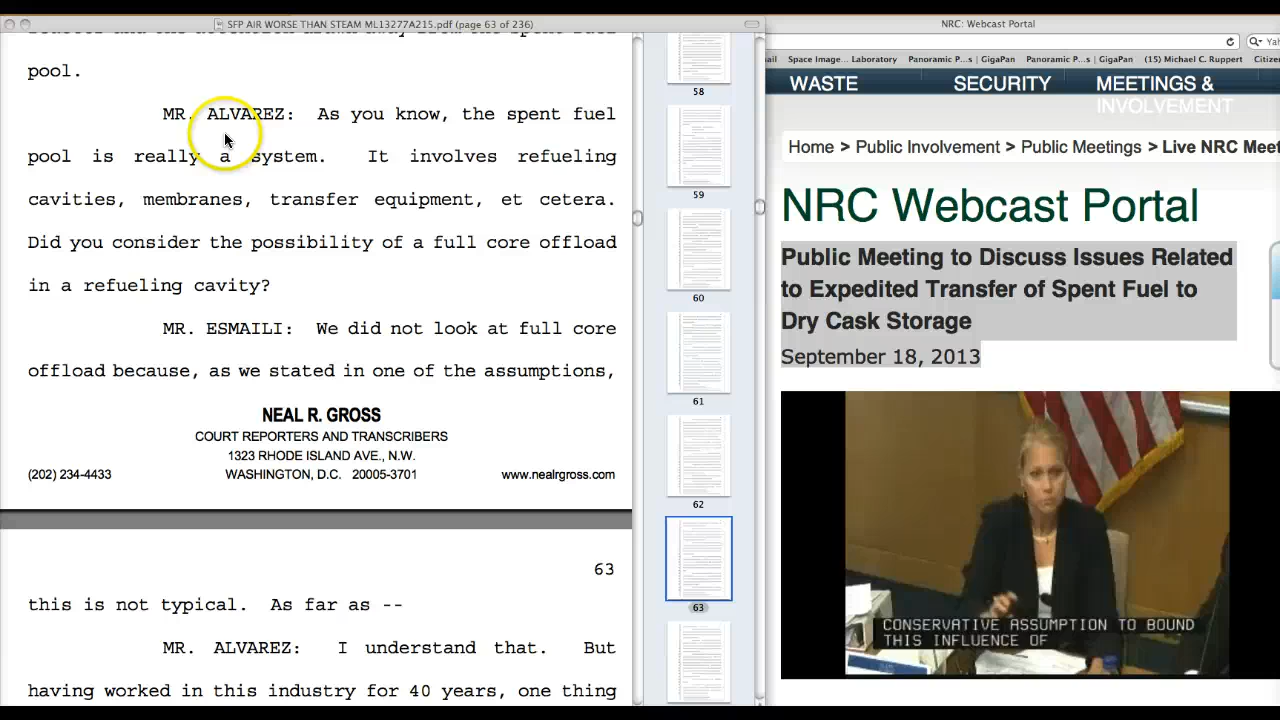 SFP AIR WORSE THAN STEAM ML13277A215.pdf (page 63 of 236)
pool.
MR. ALVAREZ: As you know, the spent fuel
pool is really a system. It involves refueling
cavities, membranes, transfer equipment, et cetera.
Did you consider the possibility of a full core offload
in a refueling cavity?
MR. ESMAILI: We did not look at full core
offload because, as we stated in one of the assumptions,
NEAL R. GROSS
COURT REPORTERS AND TRANSCRIBERS
1323 RHODE ISLAND AVE., N.W.
(202) 234-4433 WASHINGTON, D.C. 20005-3701 www.nealrgross.com
63
this is not typical. As far as --
MR. ALVAREZ: I understand that. But
having worked in this industry for 40 years, one thing
58
59
60
61
62
63
NRC: Webcast Portal
Space Image... Laboratory Panoramic ...s GigaPan Panoramic P...s | GigaPan Michael C. Ruppert
WASTE SECURITY MEETINGS &
INVOLVEMENT
Home > Public Involvement > Public Meetings > Live NRC Meet
NRC Webcast Portal
Public Meeting to Discuss Issues Related
to Expedited Transfer of Spent Fuel to
Dry Cask Storage
September 18, 2013
CONSERVATIVE ASSUMPTION TO BOUND
THIS INFLUENCE OF